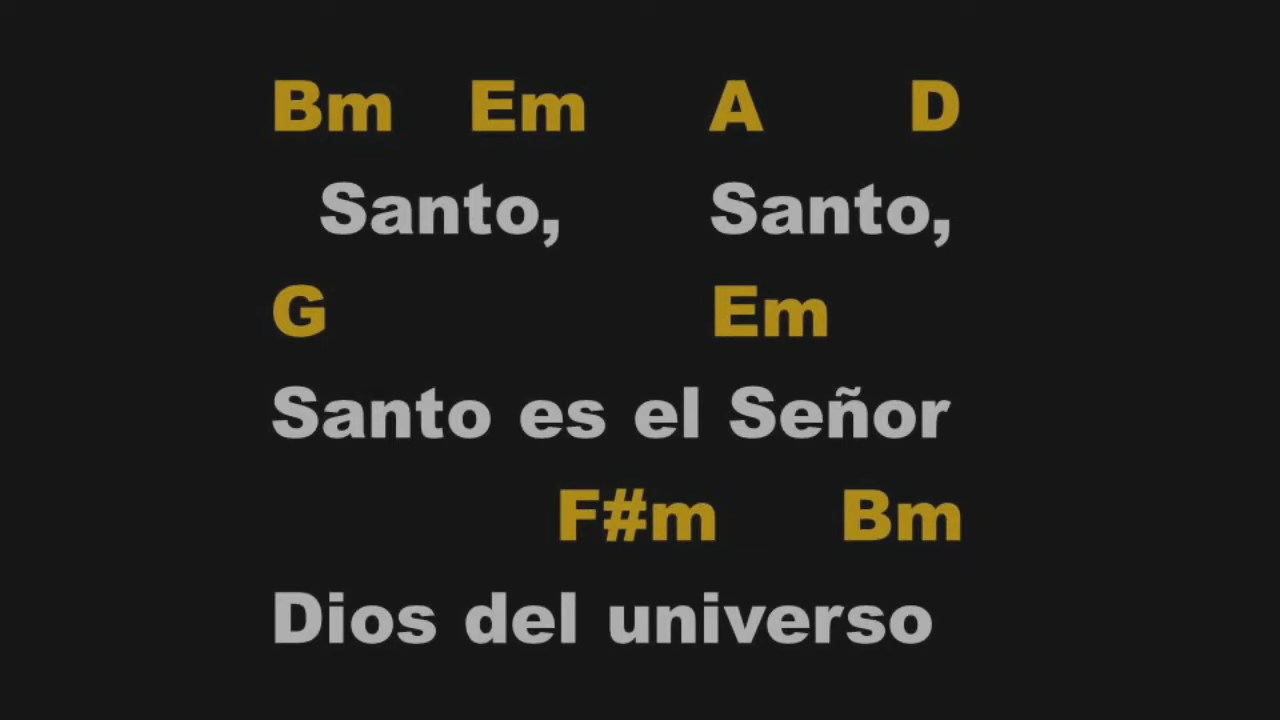 Bm Em A D
Santo, Santo,
G Em
Santo es el Señor
F#m Bm
Dios del universo